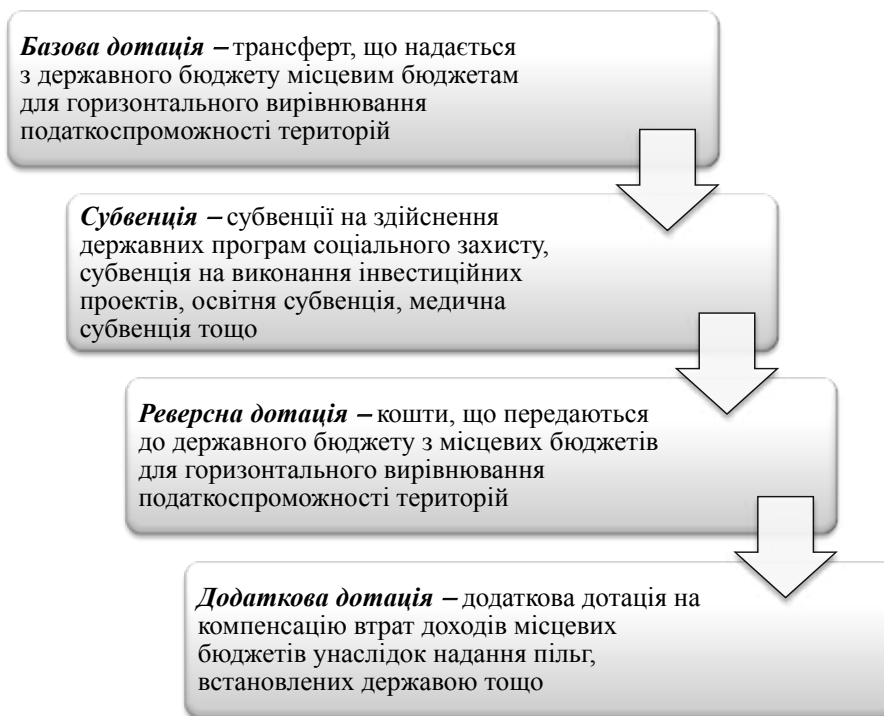 Базова дотація – трансферт, що надається
з державного бюджету місцевим бюджетам
для горизонтального вирівнювання
податкоспроможності територій
Субвенція – субвенції на здійснення
державних програм соціального захисту,
субвенція на виконання інвестиційних
проектів, освітня субвенція, медична
субвенція тощо
Реверсна дотація – кошти, що передаються
до державного бюджету з місцевих бюджетів
для горизонтального вирівнювання
податкоспроможності територій
Додаткова дотація – додаткова дотація на
компенсацію втрат доходів місцевих
бюджетів унаслідок надання пільг,
встановлених державою тощо